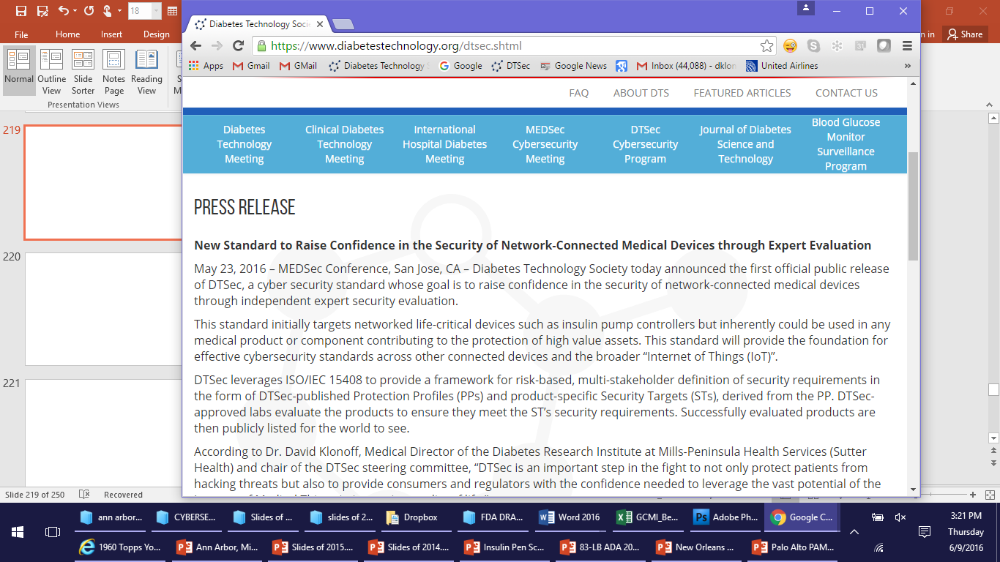 18
File Home Insert Design
n in Share
Normal Outline View Slide Sorter Notes Page Reading View
Presentation Views
219
220
221
Slide 219 of 250 Recovered
Diabetes Technology Soci
https://www.diabetestechnology.org/dtsec.shtml
Apps Gmail GMail Diabetes Technology DTSec Google Google News Inbox (44,088) - dklon United Airlines »
FAQ ABOUT DTS FEATURED ARTICLES CONTACT US
Diabetes Technology Meeting
Clinical Diabetes Technology Meeting
International Hospital Diabetes Meeting
MEDSec Cybersecurity Meeting
DTSec Cybersecurity Program
Journal of Diabetes Science and Technology
Blood Glucose Monitor Surveillance Program
PRESS RELEASE
New Standard to Raise Confidence in the Security of Network-Connected Medical Devices through Expert Evaluation
May 23, 2016 – MEDSec Conference, San Jose, CA – Diabetes Technology Society today announced the first official public release
of DTSec, a cyber security standard whose goal is to raise confidence in the security of network-connected medical devices
through independent expert security evaluation.
This standard initially targets networked life-critical devices such as insulin pump controllers but inherently could be used in any
medical product or component contributing to the protection of high value assets. This standard will provide the foundation for
effective cybersecurity standards across other connected devices and the broader “Internet of Things (IoT)”.
DTSec leverages ISO/IEC 15408 to provide a framework for risk-based, multi-stakeholder definition of security requirements in
the form of DTSec-published Protection Profiles (PPs) and product-specific Security Targets (STs), derived from the PP. DTSec-
approved labs evaluate the products to ensure they meet the ST’s security requirements. Successfully evaluated products are
then publicly listed for the world to see.
According to Dr. David Klonoff, Medical Director of the Diabetes Research Institute at Mills-Peninsula Health Services (Sutter
Health) and chair of the DTSec steering committee, “DTSec is an important step in the fight to not only protect patients from
hacking threats but also to provide consumers and regulators with the confidence needed to leverage the vast potential of the
ann arbor... CYBERSE... Slides of ... slides of 2... Dropbox FDA DRA... Word 2016 GCMI_Be... Adobe Ph... Google C...
1960 Topps Yo... Ann Arbor, Mi... Slides of 2015.... Slides of 2014.... Insulin Pen Sc... 83-LB ADA 20... New Orleans ... Palo Alto PAM...
3:21 PM
Thursday
6/9/2016